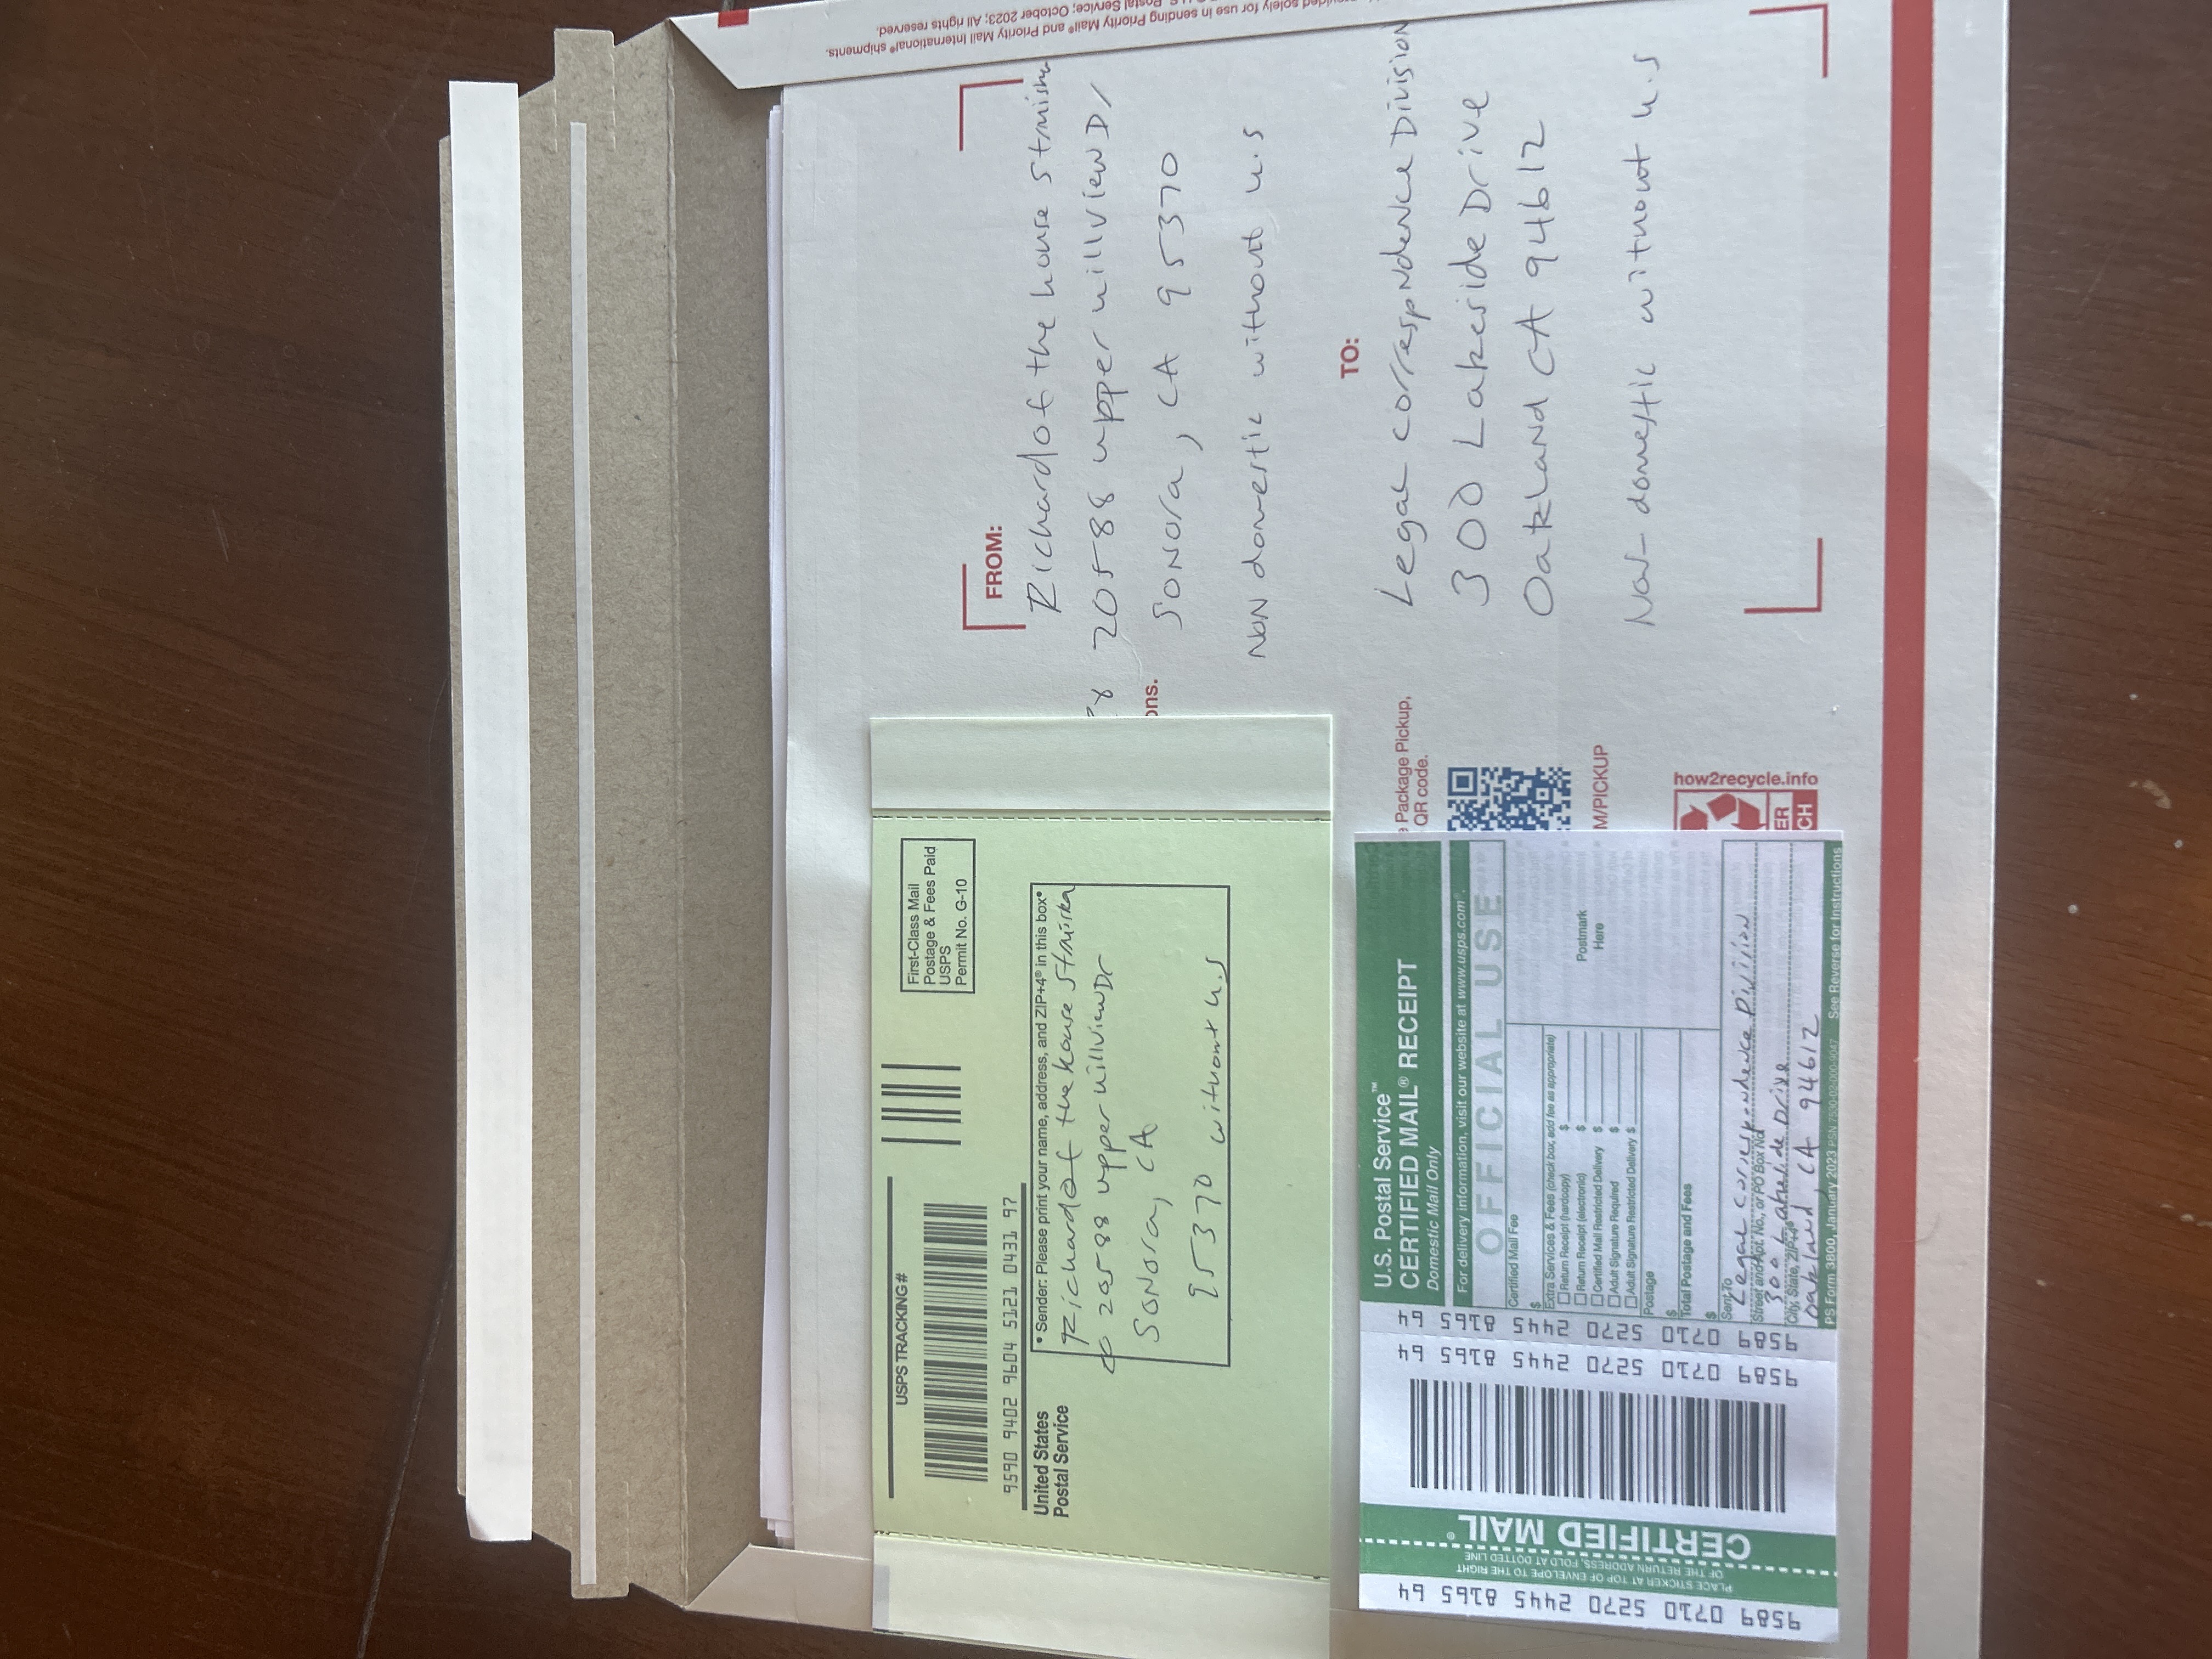 USPS TRACKING #
9590 9402 9604 5121 0431 97
First-Class Mail
Postage & Fees Paid
USPS
Permit No. G-10
United States
Postal Service
• Sender: Please print your name, address, and ZIP+4® in this box•
Richard of the house Strniska
co 20588 upper hillview Dr
Sonora, CA
95370 without u.s
FROM:
Richard of the house Strniska
20588 upper hillview Dr
ons.
Sonora, CA 95370
Non domestic without u.s
TO:
Legal correspndence Division
300 Lakeside Drive
Oakland CA 94612
Non-domestic without u.s
9589 0710 5270 2445 8165 64
PLACE STICKER AT TOP OF ENVELOPE TO THE RIGHT
OF THE RETURN ADDRESS, FOLD AT DOTTED LINE
CERTIFIED MAIL®
9589 0710 5270 2445 8165 64
9589 0710 5270 2445 8165 64
U.S. Postal Service™
CERTIFIED MAIL® RECEIPT
Domestic Mail Only
For delivery information, visit our website at www.usps.com®.
OFFICIAL USE
Certified Mail Fee
$
Extra Services & Fees (check box, add fee as appropriate)
Return Receipt (hardcopy) $
Return Receipt (electronic) $
Certified Mail Restricted Delivery $
Adult Signature Required $
Adult Signature Restricted Delivery $
Postmark
Here
Postage
$
Total Postage and Fees
$
Sent To
Legal Correspondence Division
Street and Apt. No., or PO Box No.
300 Lakeside Drive
City, State, ZIP+4®
Oakland, CA 94612
PS Form 3800, January 2023 PSN 7530-02-000-9047 See Reverse for Instructions
e Package Pickup,
QR code.
M/PICKUP
how2recycle.info
ER
CH
solely for use in sending Priority Mail® and Priority Mail International® shipments.
Postal Service; October 2023; All rights reserved.